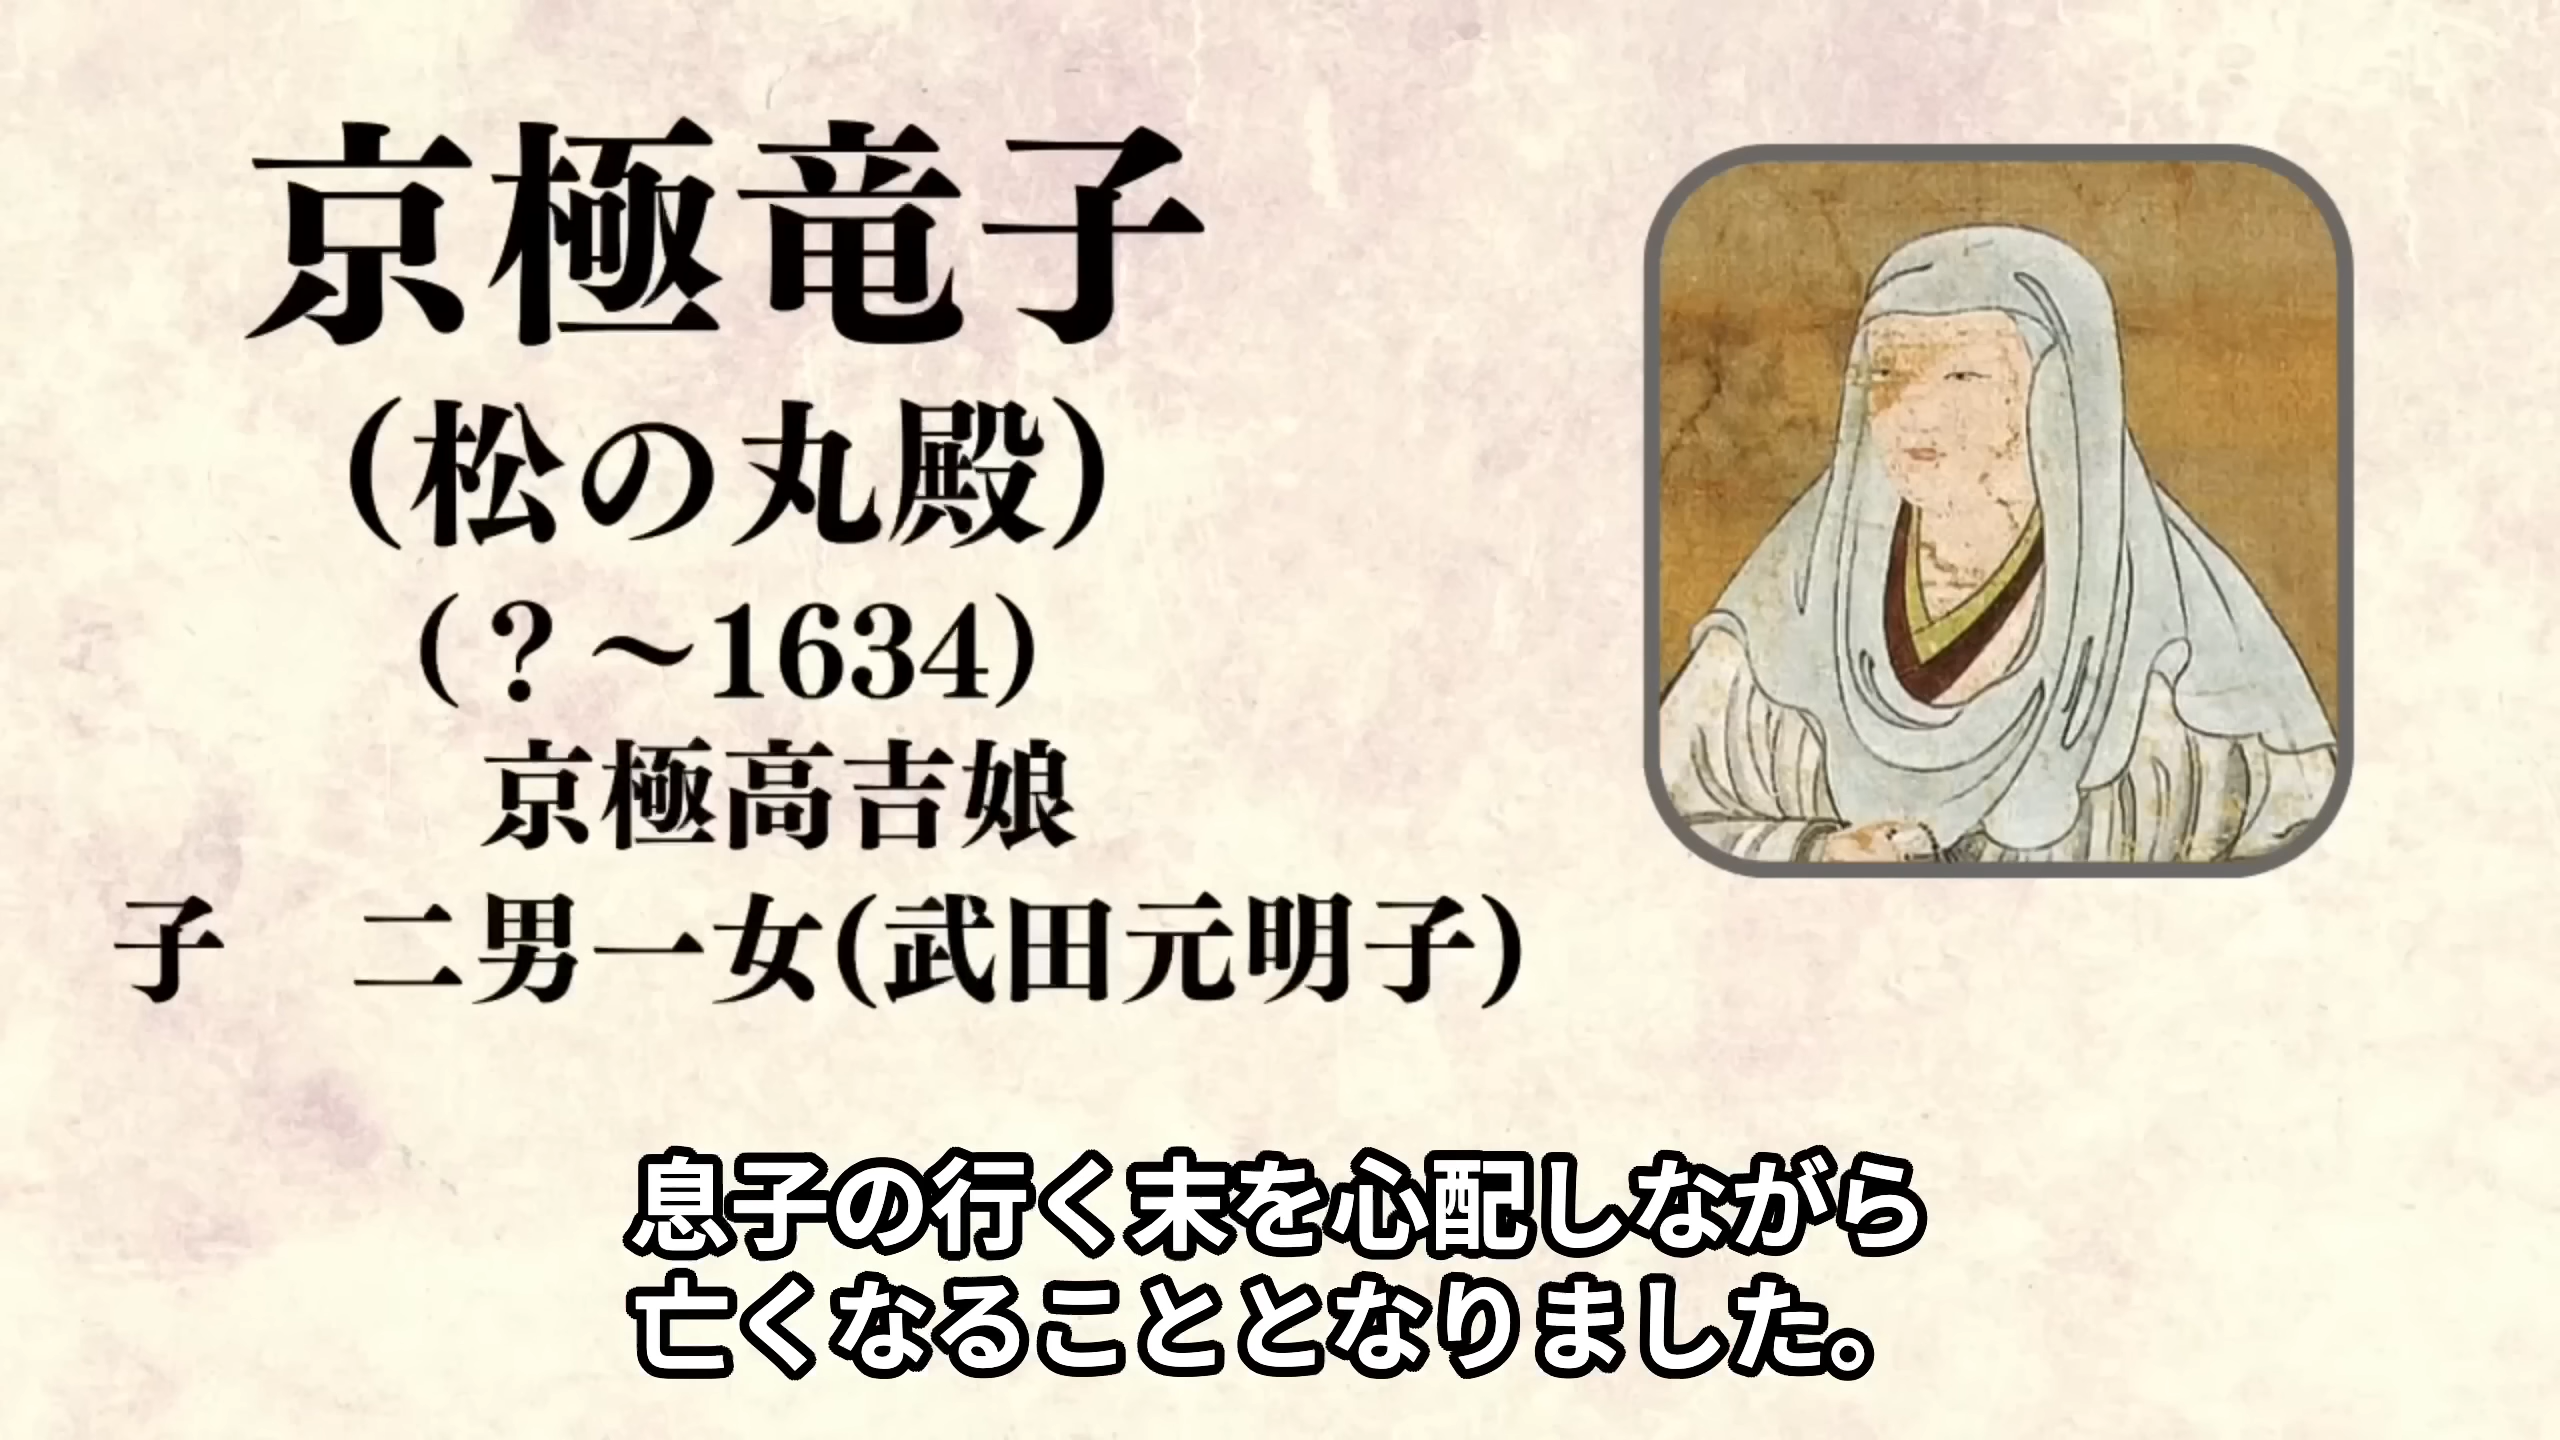 京極竜子
(松の丸殿)
(？～1634)
京極高吉娘
子　二男一女(武田元明子)
息子の行く末を心配しながら
亡くなることとなりました。